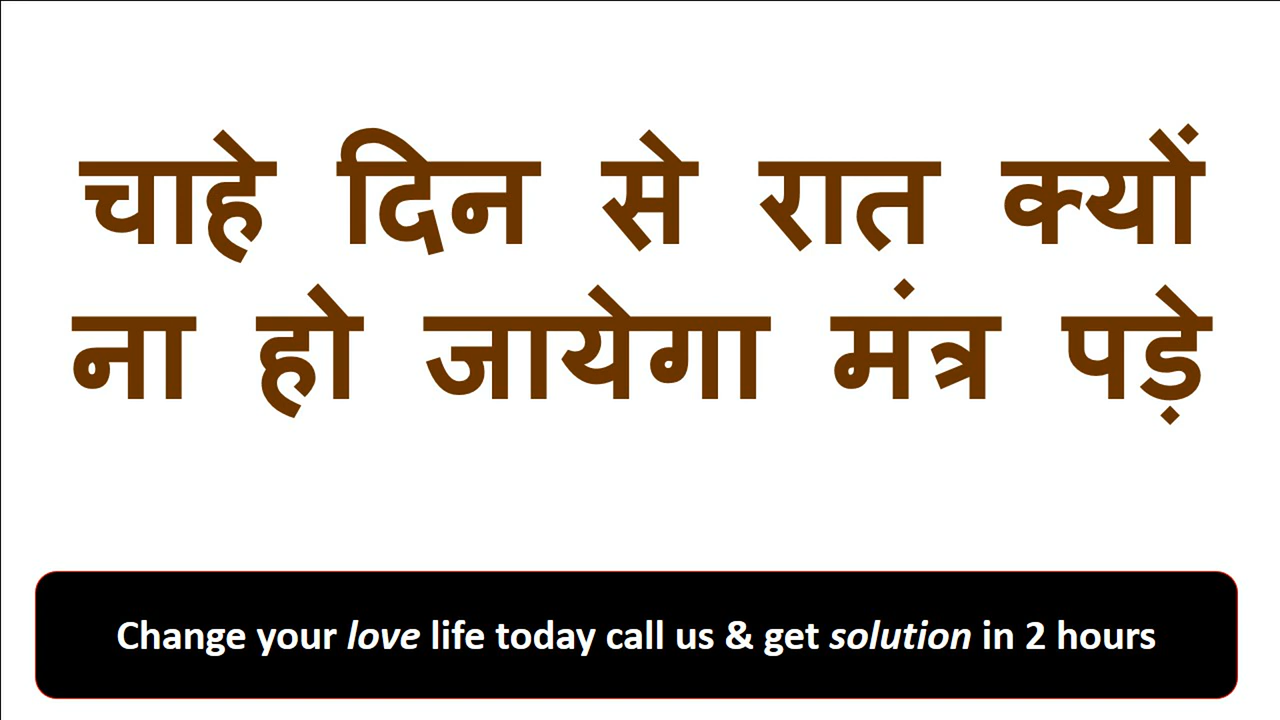 चाहे दिन से रात क्यों
ना हो जायेगा मंत्र पड़े
Change your love life today call us & get solution in 2 hours